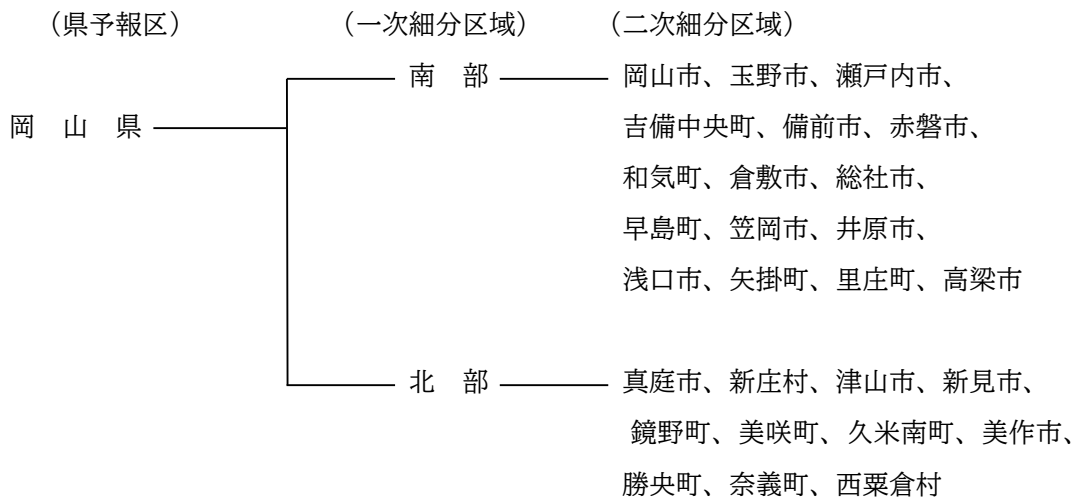 （県予報区）　（一次細分区域）　（二次細分区域）
南　部　岡山市、玉野市、瀬戸内市、
岡　山　県　吉備中央町、備前市、赤磐市、
和気町、倉敷市、総社市、
早島町、笠岡市、井原市、
浅口市、矢掛町、里庄町、高梁市
北　部　真庭市、新庄村、津山市、新見市、
鏡野町、美咲町、久米南町、美作市、
勝央町、奈義町、西粟倉村